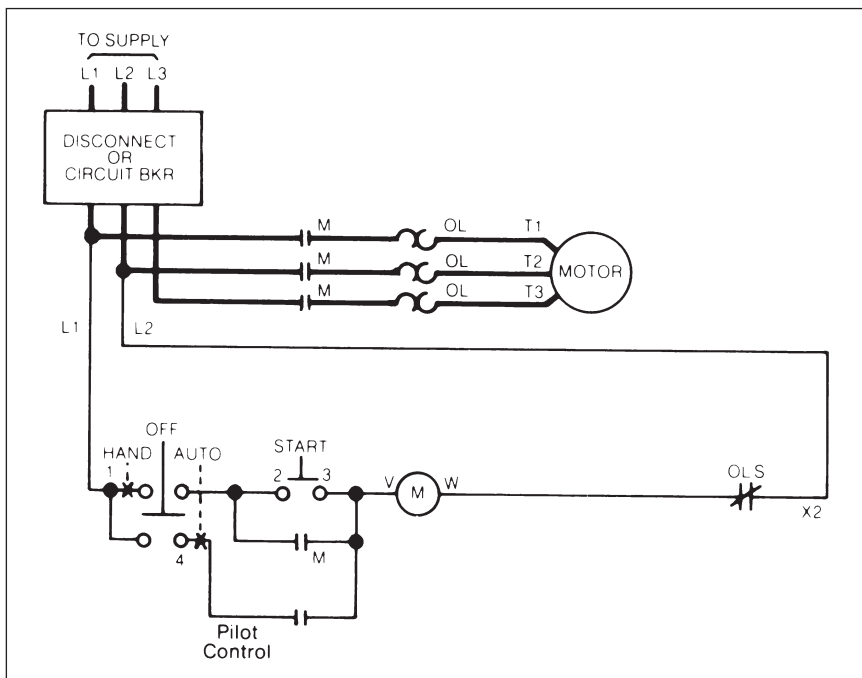 TO SUPPLY
L1 L2 L3
DISCONNECT
OR
CIRCUIT BKR
M OL T1
M OL T2
MOTOR
M OL T3
L1 L2
OFF
HAND AUTO START
1 2 3 V M W OLS
X2
4 M
Pilot
Control